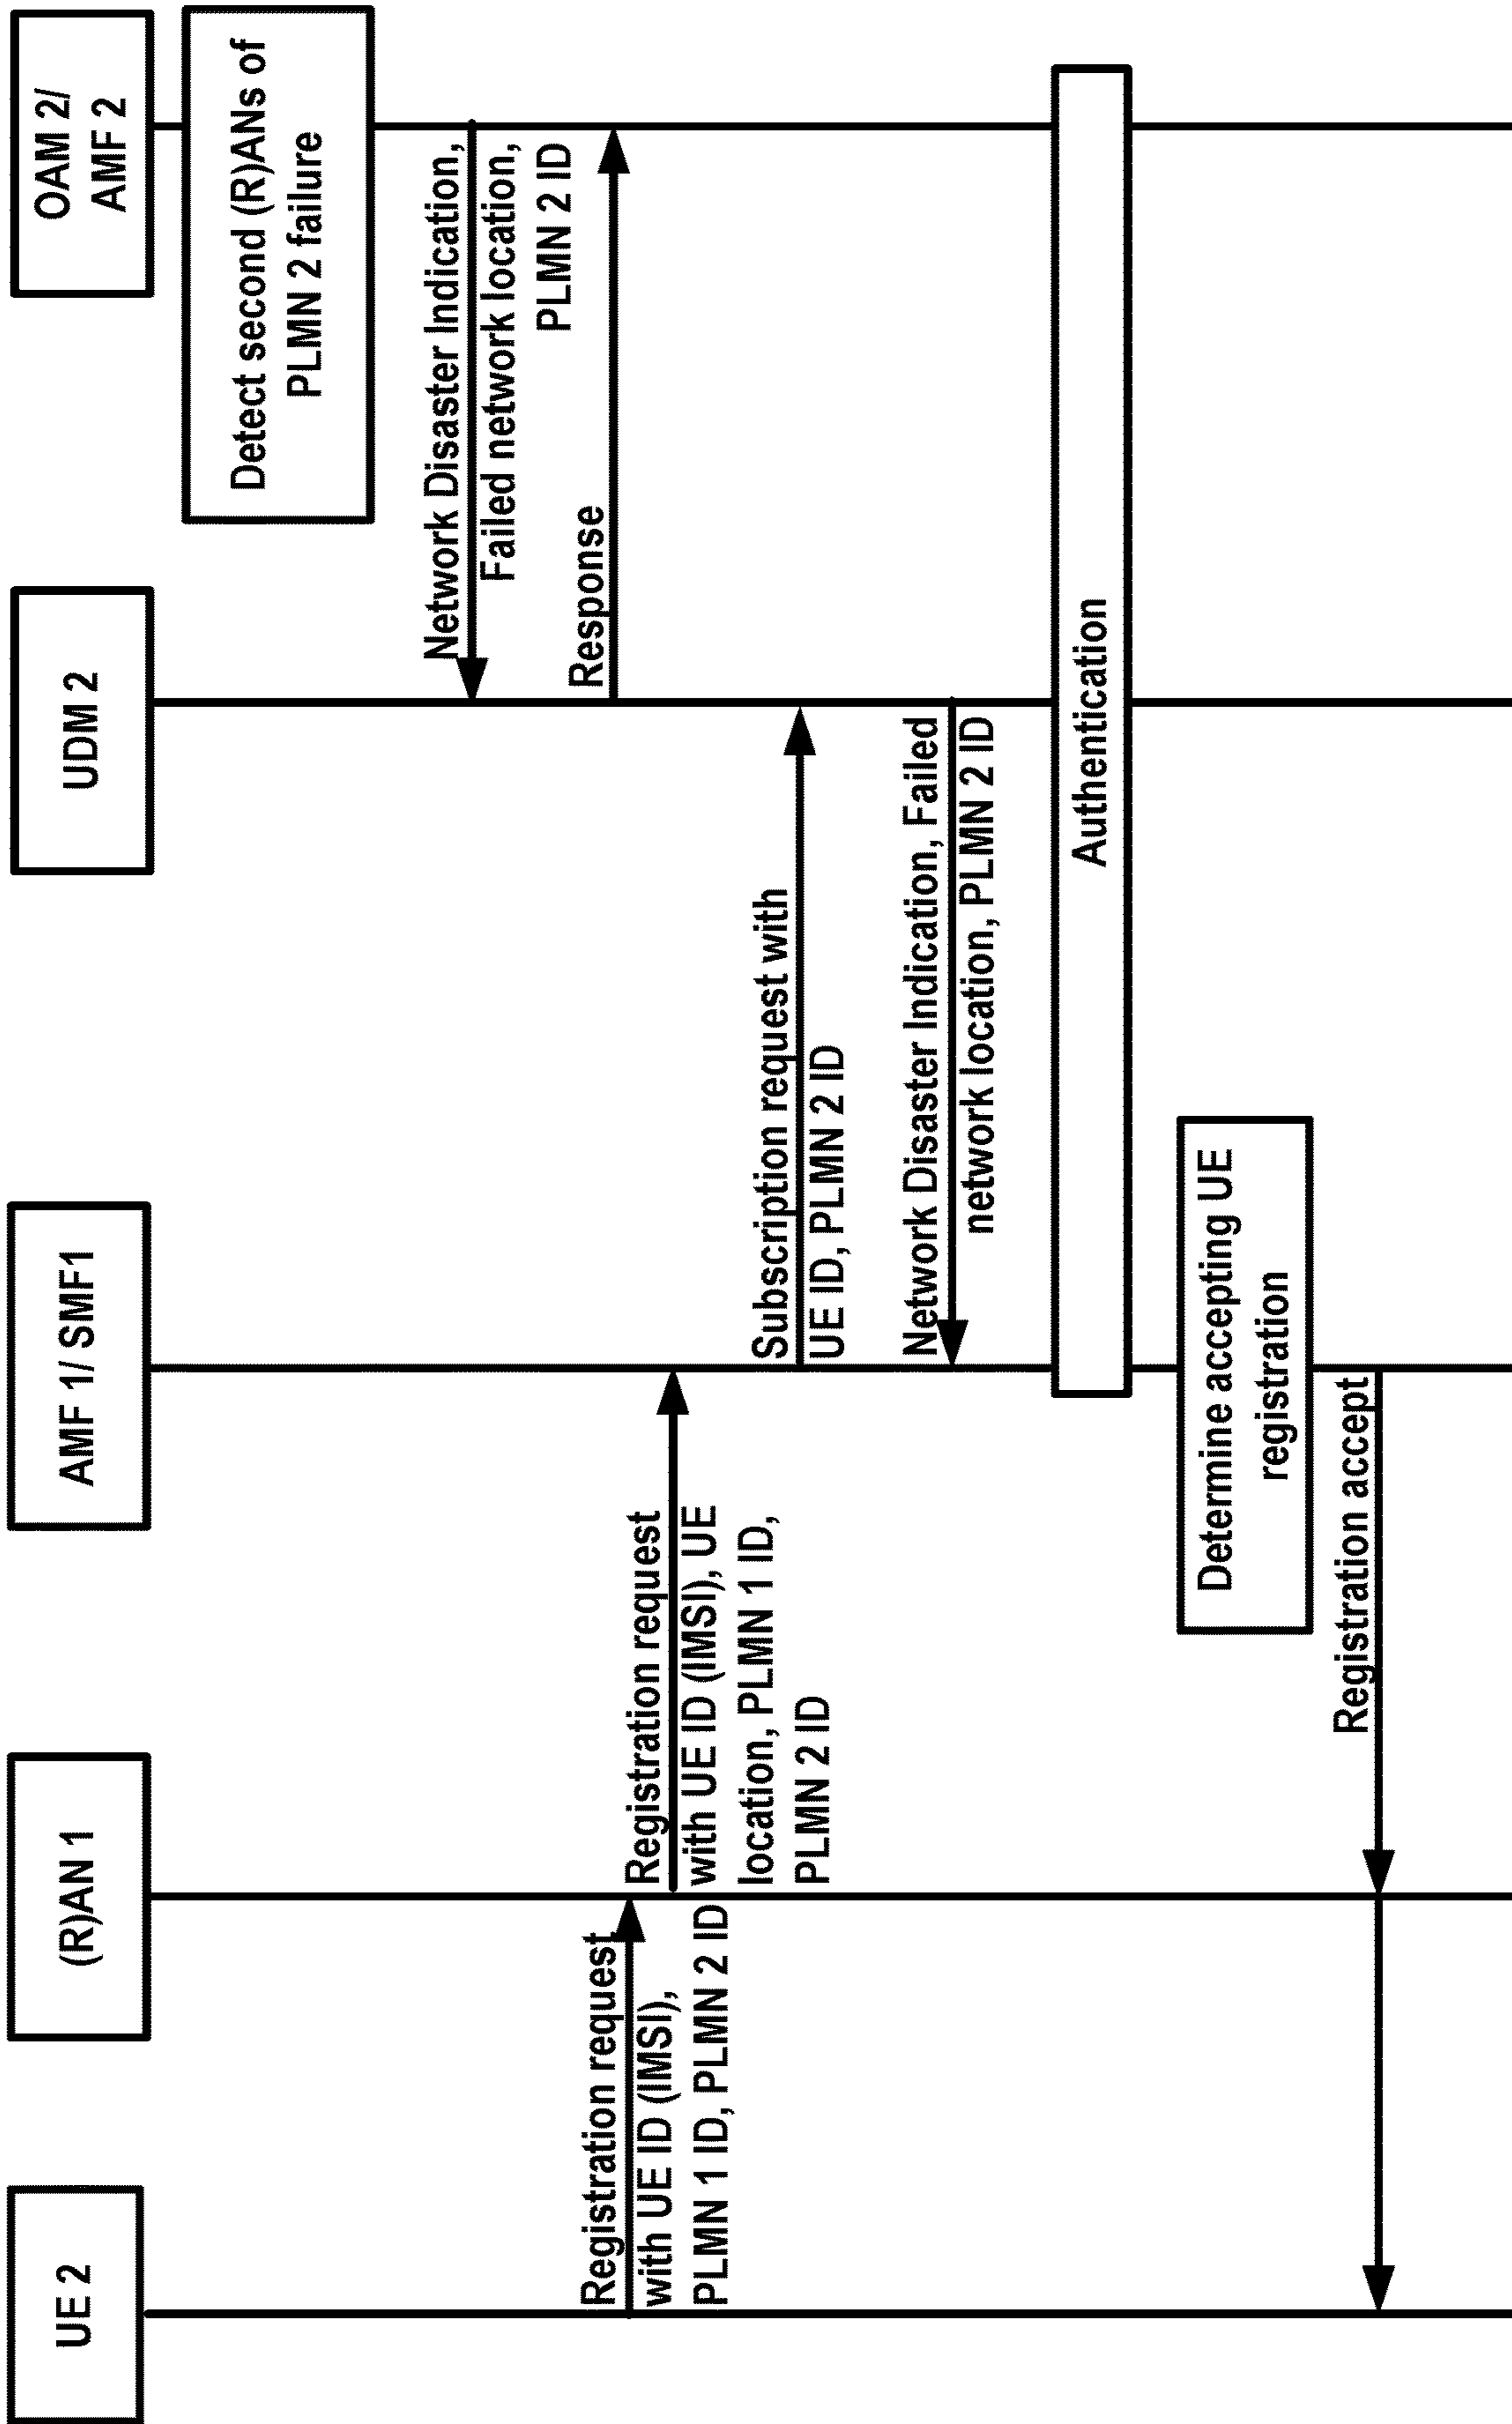 UE 2
(R)AN 1
AMF 1/ SMF1
UDM 2
OAM 2/
AMF 2
Detect second (R)ANs of
PLMN 2 failure
Network Disaster Indication,
Failed network location,
PLMN 2 ID
Response
Registration request
with UE ID (IMSI),
PLMN 1 ID, PLMN 2 ID
Registration request
with UE ID (IMSI), UE
location, PLMN 1 ID,
PLMN 2 ID
Subscription request with
UE ID, PLMN 2 ID
Network Disaster Indication, Failed
network location, PLMN 2 ID
Authentication
Determine accepting UE
registration
Registration accept